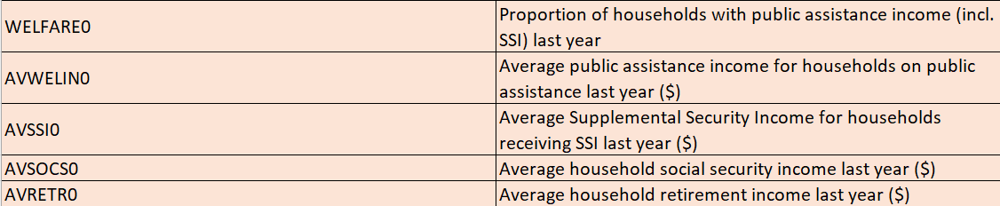 WELFARE0
Proportion of households with public assistance income (incl.
SSI) last year
AVWELIN0
Average public assistance income for households on public
assistance last year ($)
AVSSI0
Average Supplemental Security Income for households
receiving SSI last year ($)
AVSOCS0
Average household social security income last year ($)
AVRETR0
Average household retirement income last year ($)